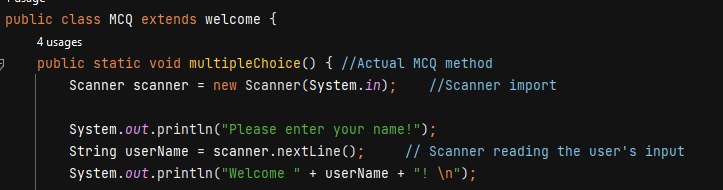 1 usage
public class MCQ extends welcome {
4 usages
public static void multipleChoice() { //Actual MCQ method
Scanner scanner = new Scanner(System.in);    //Scanner import
System.out.println("Please enter your name!");
String userName = scanner.nextLine();     // Scanner reading the user's input
System.out.println("Welcome " + userName + "! \n");